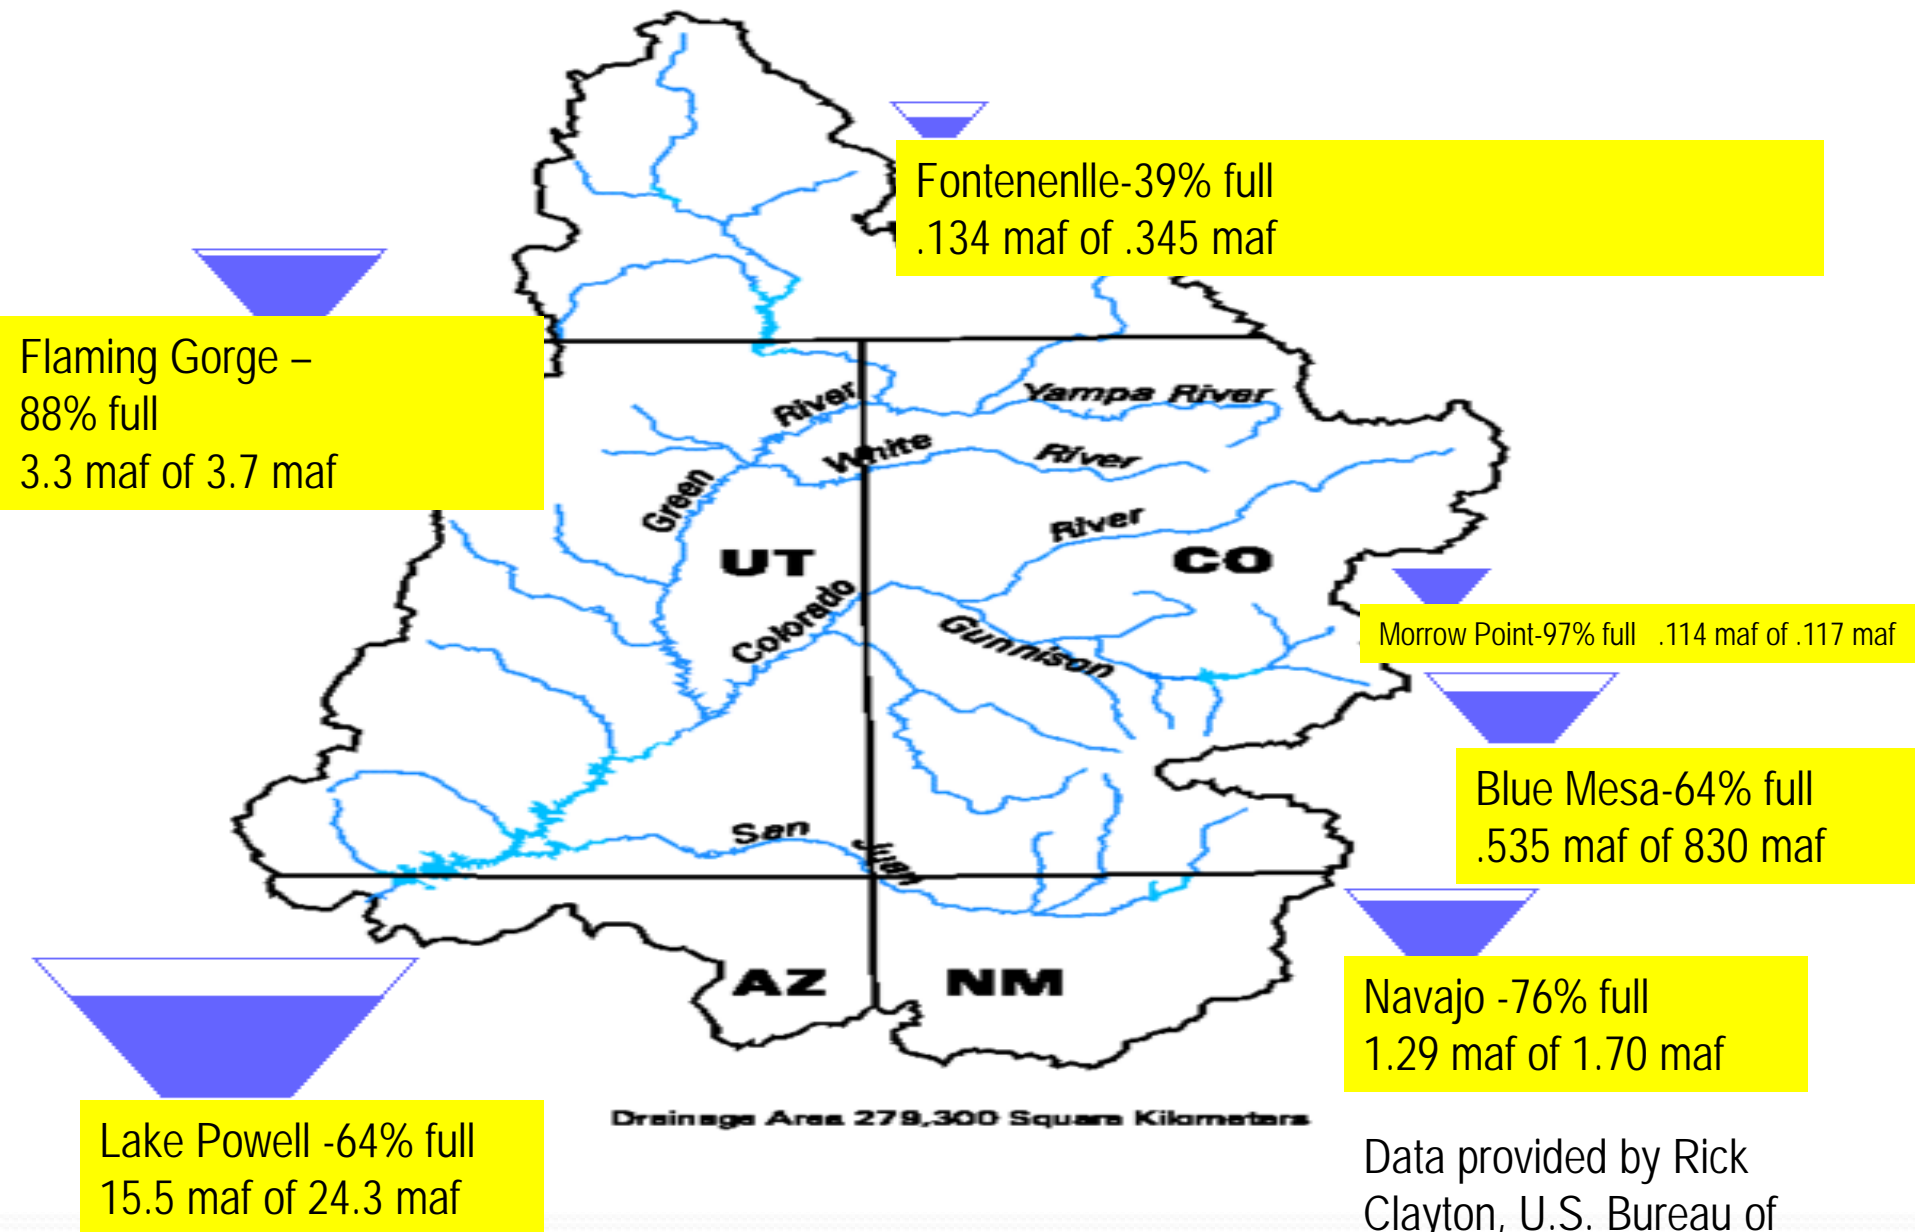 Fontenenlle-39% full
.134 maf of .345 maf
Flaming Gorge –
88% full
3.3 maf of 3.7 maf
Yampa River
River
White River
Green
River
UT
CO
Colorado
Gunnison
Morrow Point-97% full .114 maf of .117 maf
Blue Mesa-64% full
.535 maf of 830 maf
San Juan
Navajo -76% full
1.29 maf of 1.70 maf
AZ
NM
Drainage Area 279,300 Square Kilometers
Lake Powell -64% full
15.5 maf of 24.3 maf
Data provided by Rick
Clayton, U.S. Bureau of